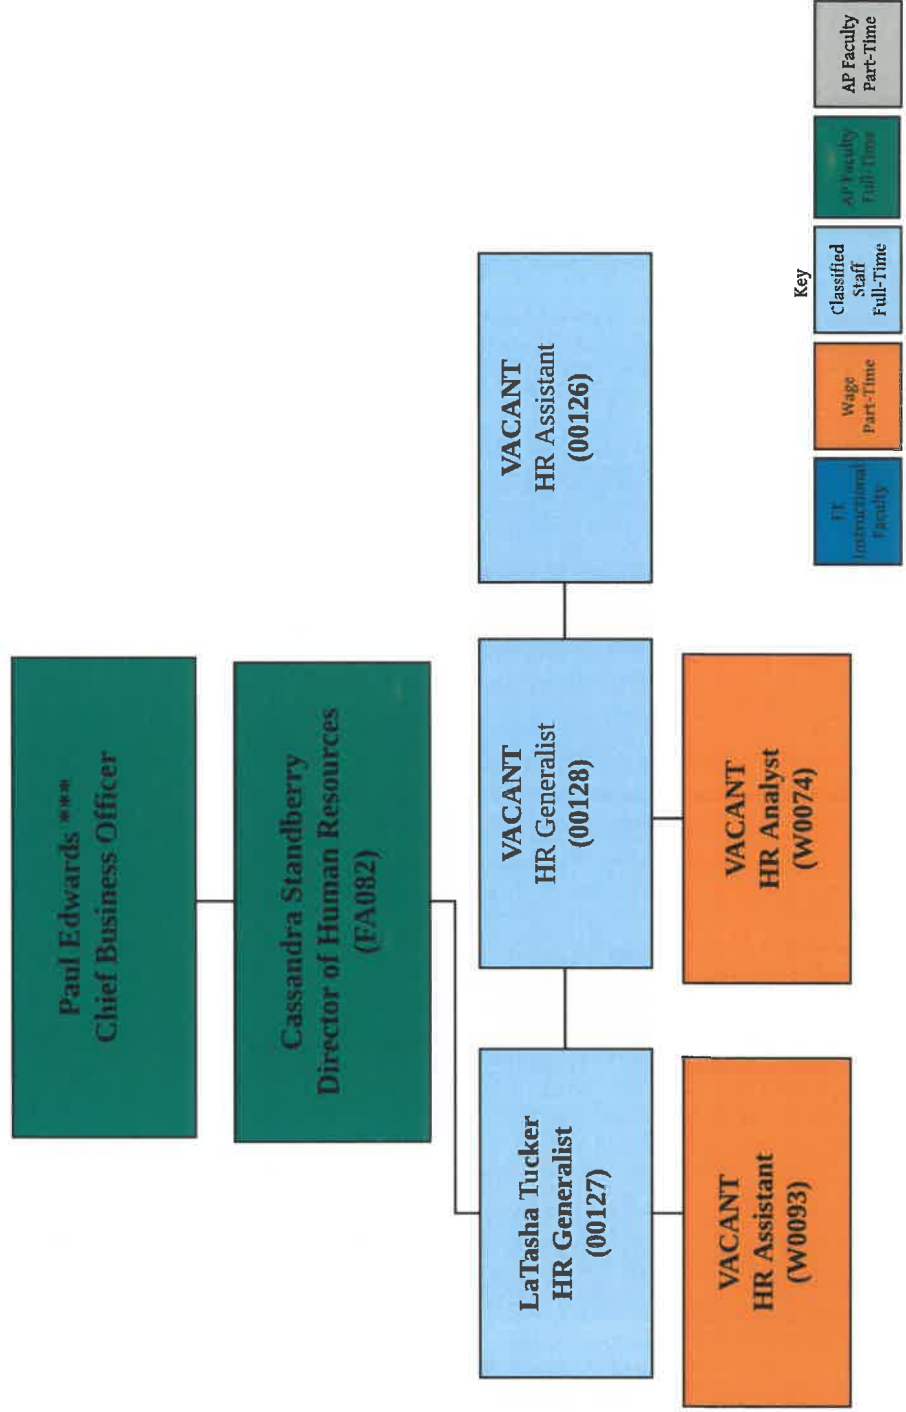 Paul Edwards ***
Chief Business Officer
Cassandra Standberry
Director of Human Resources
(FA082)
LaTasha Tucker
HR Generalist
(00127)
VACANT
HR Generalist
(00128)
VACANT
HR Assistant
(00126)
VACANT
HR Assistant
(W0093)
VACANT
HR Analyst
(W0074)
Key
FT
Instructional
Faculty
Wage
Part-Time
Classified
Staff
Full-Time
AP Faculty
Full-Time
AP Faculty
Part-Time